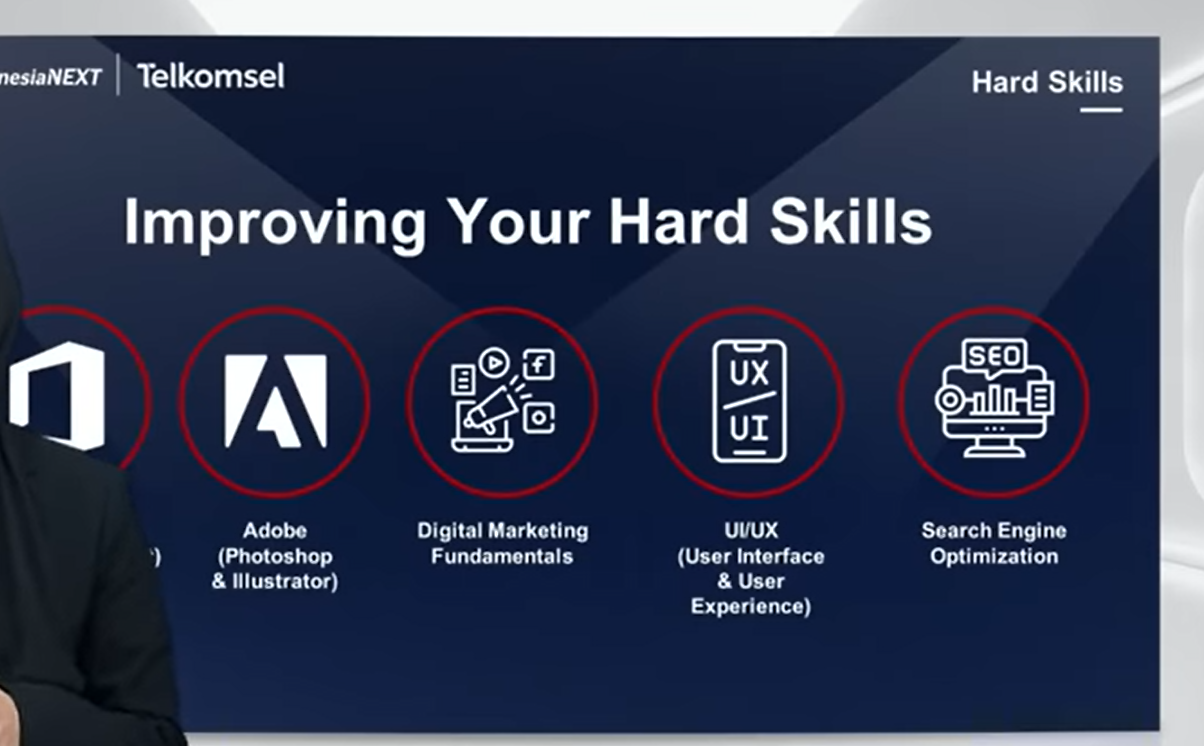 nesiaNEXT | Telkomsel
Hard Skills
Improving Your Hard Skills
UX
UI
SEO
Adobe
(Photoshop
& Illustrator)
Digital Marketing
Fundamentals
UI/UX
(User Interface
& User
Experience)
Search Engine
Optimization